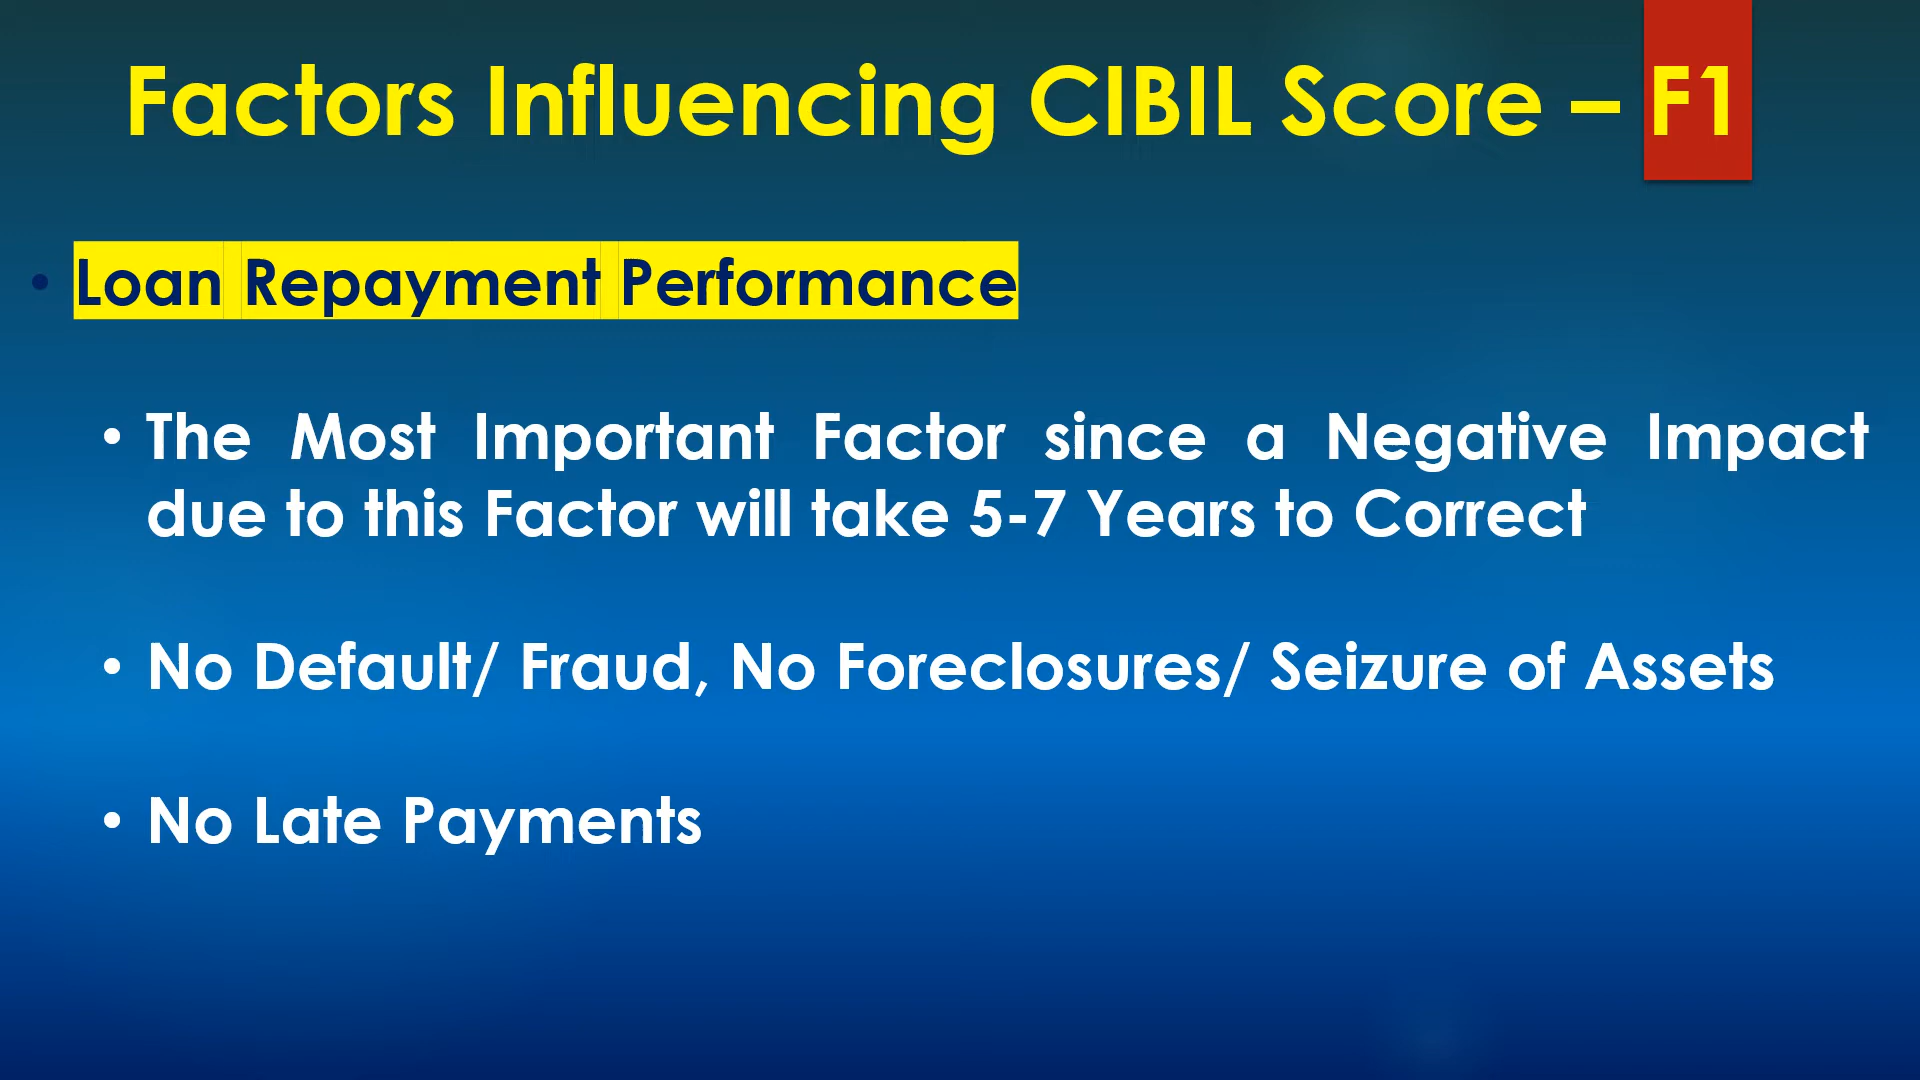 Factors Influencing CIBIL Score – F1
• Loan Repayment Performance
• The Most Important Factor since a Negative Impact
due to this Factor will take 5-7 Years to Correct
• No Default/ Fraud, No Foreclosures/ Seizure of Assets
• No Late Payments